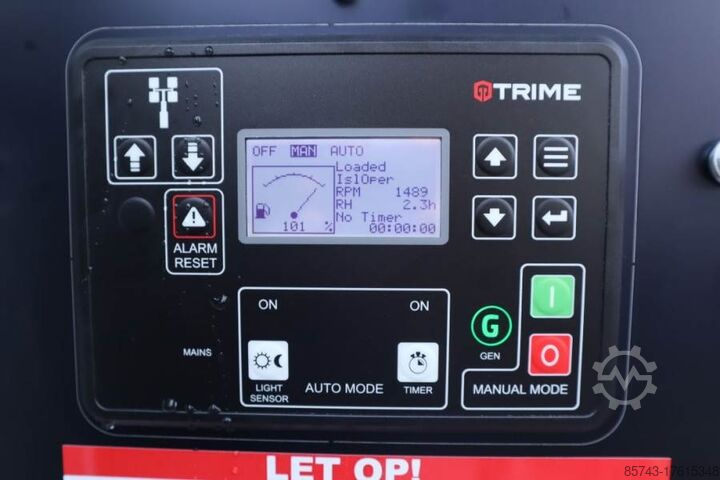 TRIME
OFF MAN AUTO
Loaded
IslOper
RPM 1489
RH 2.3h
No Timer
101 % 00:00:00
ALARM
RESET
ON ON
G
GEN
MAINS
LIGHT
SENSOR
AUTO MODE
TIMER
MANUAL MODE
LET OP!
85743-17615348